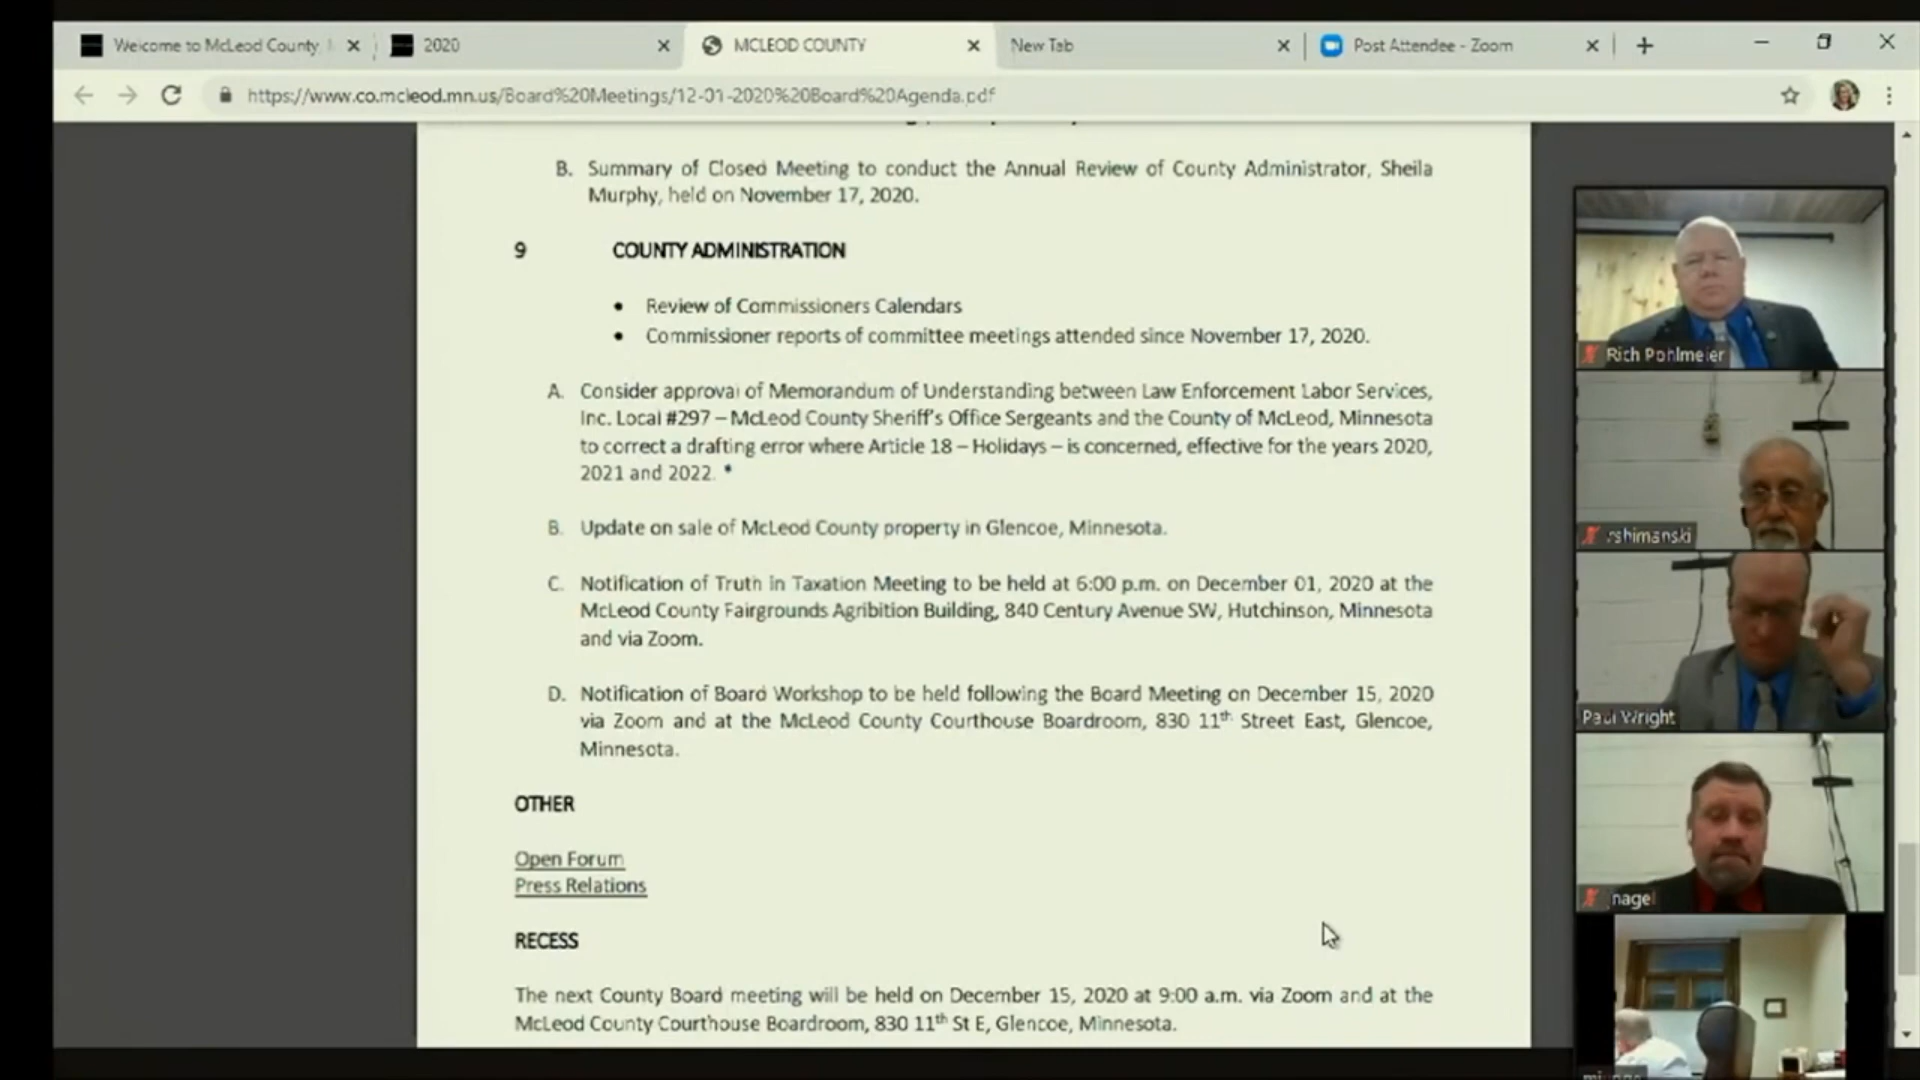 Welcome to McLeod County
2020
MCLEOD COUNTY
New Tab
Post Attendee - Zoom
https://www.co.mcleod.mn.us/Board%20Meetings/12-01-2020%20Board%20Agenda.pdf
B. Summary of Closed Meeting to conduct the Annual Review of County Administrator, Sheila
Murphy, held on November 17, 2020.
9 COUNTY ADMINISTRATION
• Review of Commissioners Calendars
• Commissioner reports of committee meetings attended since November 17, 2020.
A. Consider approval of Memorandum of Understanding between Law Enforcement Labor Services,
Inc. Local #297 – McLeod County Sheriff's Office Sergeants and the County of McLeod, Minnesota
to correct a drafting error where Article 18 – Holidays – is concerned, effective for the years 2020,
2021 and 2022. *
B. Update on sale of McLeod County property in Glencoe, Minnesota.
C. Notification of Truth in Taxation Meeting to be held at 6:00 p.m. on December 01, 2020 at the
McLeod County Fairgrounds Agribition Building, 840 Century Avenue SW, Hutchinson, Minnesota
and via Zoom.
D. Notification of Board Workshop to be held following the Board Meeting on December 15, 2020
via Zoom and at the McLeod County Courthouse Boardroom, 830 11th Street East, Glencoe,
Minnesota.
OTHER
Open Forum
Press Relations
RECESS
The next County Board meeting will be held on December 15, 2020 at 9:00 a.m. via Zoom and at the
McLeod County Courthouse Boardroom, 830 11th St E, Glencoe, Minnesota.
Rich Pohlmeier
rshimanski
Paul Wright
nagel